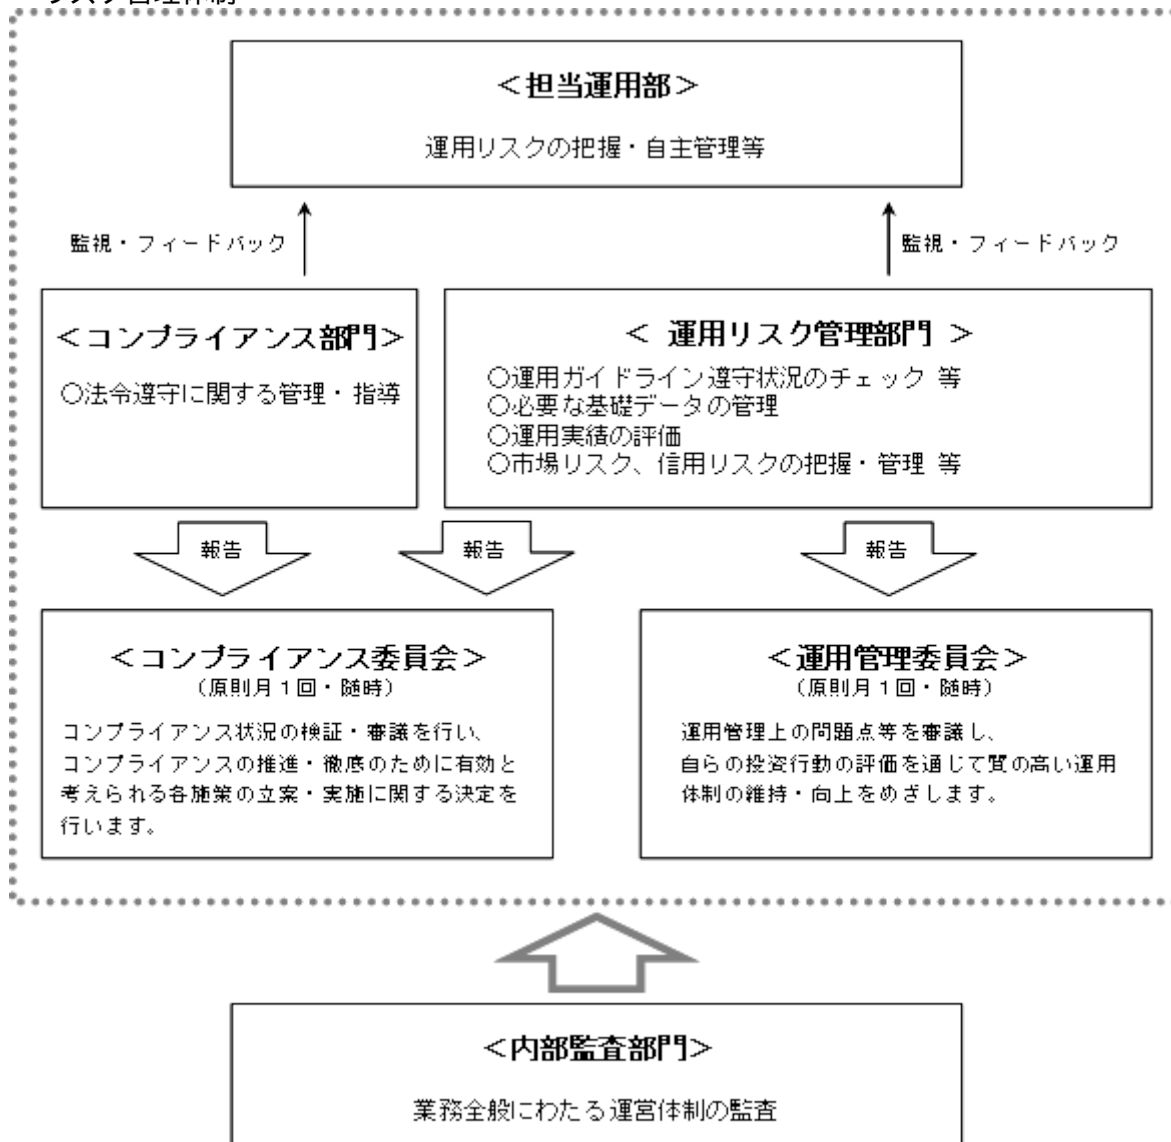 リスク管理体制
＜担当運用部＞
運用リスクの把握・自主管理等
監視・フィードバック
監視・フィードバック
＜コンプライアンス部門＞
○法令遵守に関する管理・指導
＜ 運用リスク管理部門 ＞
○運用ガイドライン遵守状況のチェック 等
○必要な基礎データの管理
○運用実績の評価
○市場リスク、信用リスクの把握・管理 等
報告
報告
報告
＜コンプライアンス委員会＞
（原則月１回・随時）
コンプライアンス状況の検証・審議を行い、
コンプライアンスの推進・徹底のために有効と
考えられる各施策の立案・実施に関する決定を
行います。
＜運用管理委員会＞
（原則月１回・随時）
運用管理上の問題点等を審議し、
自らの投資行動の評価を通じて質の高い運用
体制の維持・向上をめざします。
＜内部監査部門＞
業務全般にわたる運営体制の監査